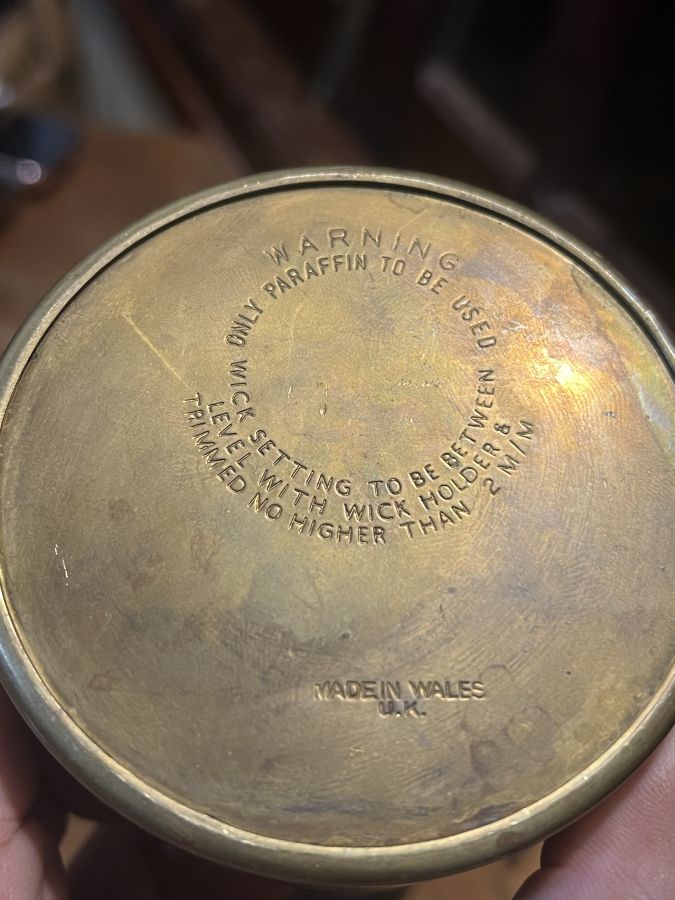 WARNING
ONLY PARAFFIN TO BE USED
WICK SETTING TO BE BETWEEN
LEVEL WITH WICK HOLDER &
TRIMMED NO HIGHER THAN 2 M/M
MADE IN WALES
U.K.